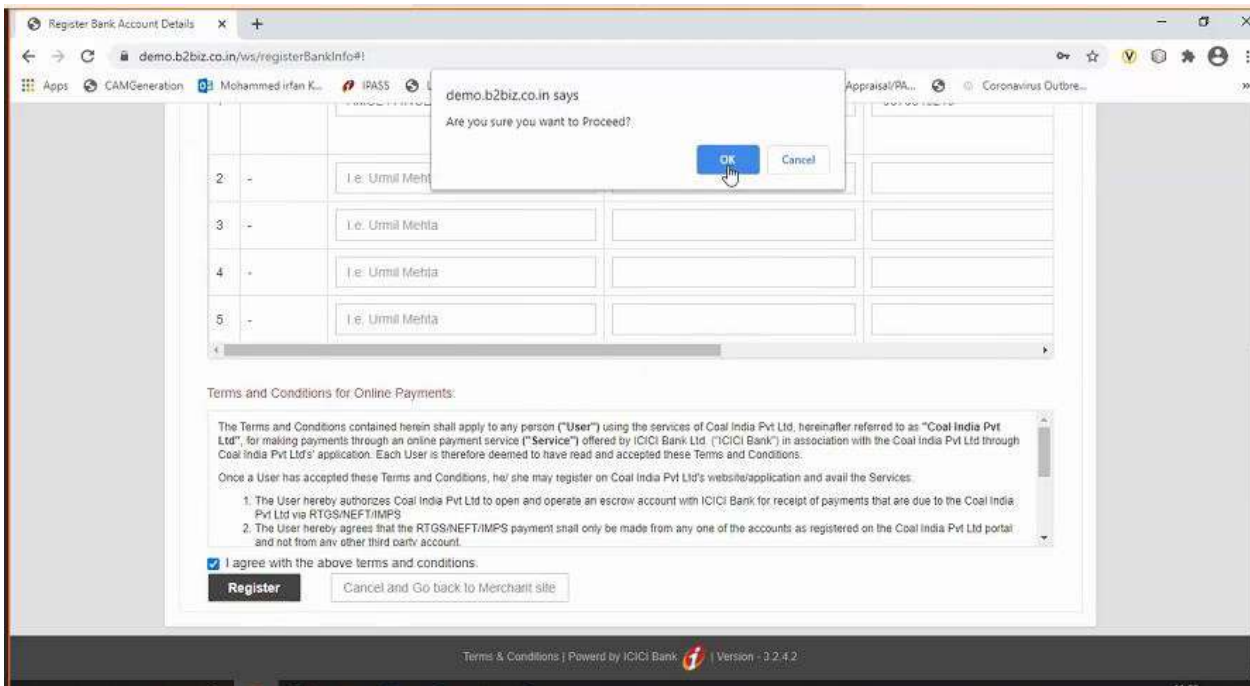 Register Bank Account Details
demo.b2biz.co.in/ws/registerBankInfo#!
Apps CAMGeneration Mohammed irfan K... IPASS Appraisal/PA... Coronavirus Outbre...
demo.b2biz.co.in says
Are you sure you want to Proceed?
OK Cancel
2 - I.e. Urmil Meht
3 - I.e. Urmil Mehta
4 - I.e. Urmil Mehta
5 - I.e. Urmil Mehta
Terms and Conditions for Online Payments:
The Terms and Conditions contained herein shall apply to any person ("User") using the services of Coal India Pvt Ltd, hereinafter referred to as "Coal India Pvt
Ltd", for making payments through an online payment service ("Service") offered by ICICI Bank Ltd. ("ICICI Bank") in association with the Coal India Pvt Ltd through
Coal India Pvt Ltd's' application. Each User is therefore deemed to have read and accepted these Terms and Conditions.
Once a User has accepted these Terms and Conditions, he/ she may register on Coal India Pvt Ltd's website/application and avail the Services.
1. The User hereby authorizes Coal India Pvt Ltd to open and operate an escrow account with ICICI Bank for receipt of payments that are due to the Coal India
Pvt Ltd via RTGS/NEFT/IMPS
2. The User hereby agrees that the RTGS/NEFT/IMPS payment shall only be made from any one of the accounts as registered on the Coal India Pvt Ltd portal
and not from any other third party account.
I agree with the above terms and conditions.
Register Cancel and Go back to Merchant site
Terms & Conditions | Powerd by ICICI Bank | Version - 3.2.4.2